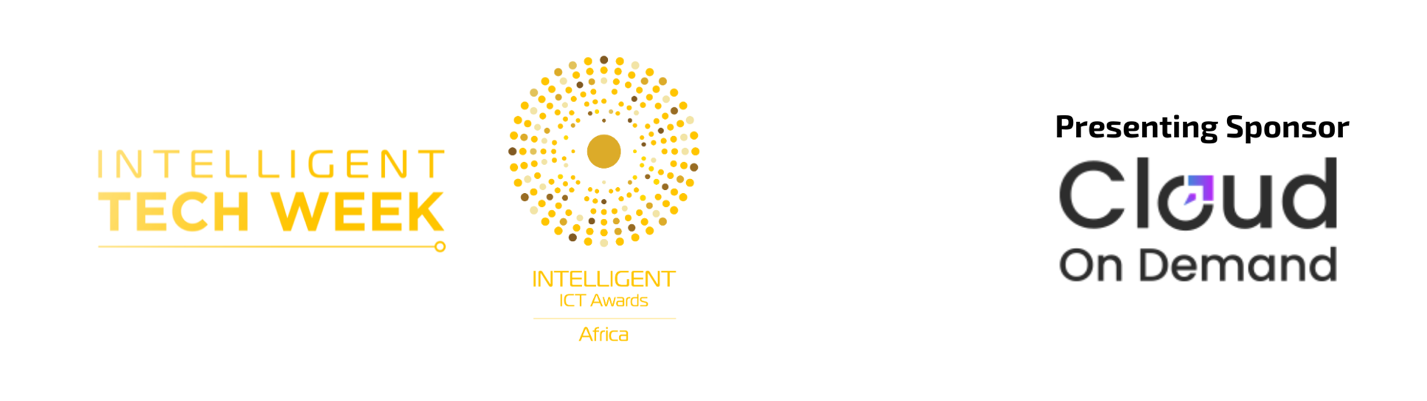 INTELLIGENT
TECH WEEK
INTELLIGENT
ICT Awards
Africa
Presenting Sponsor
Cloud
On Demand